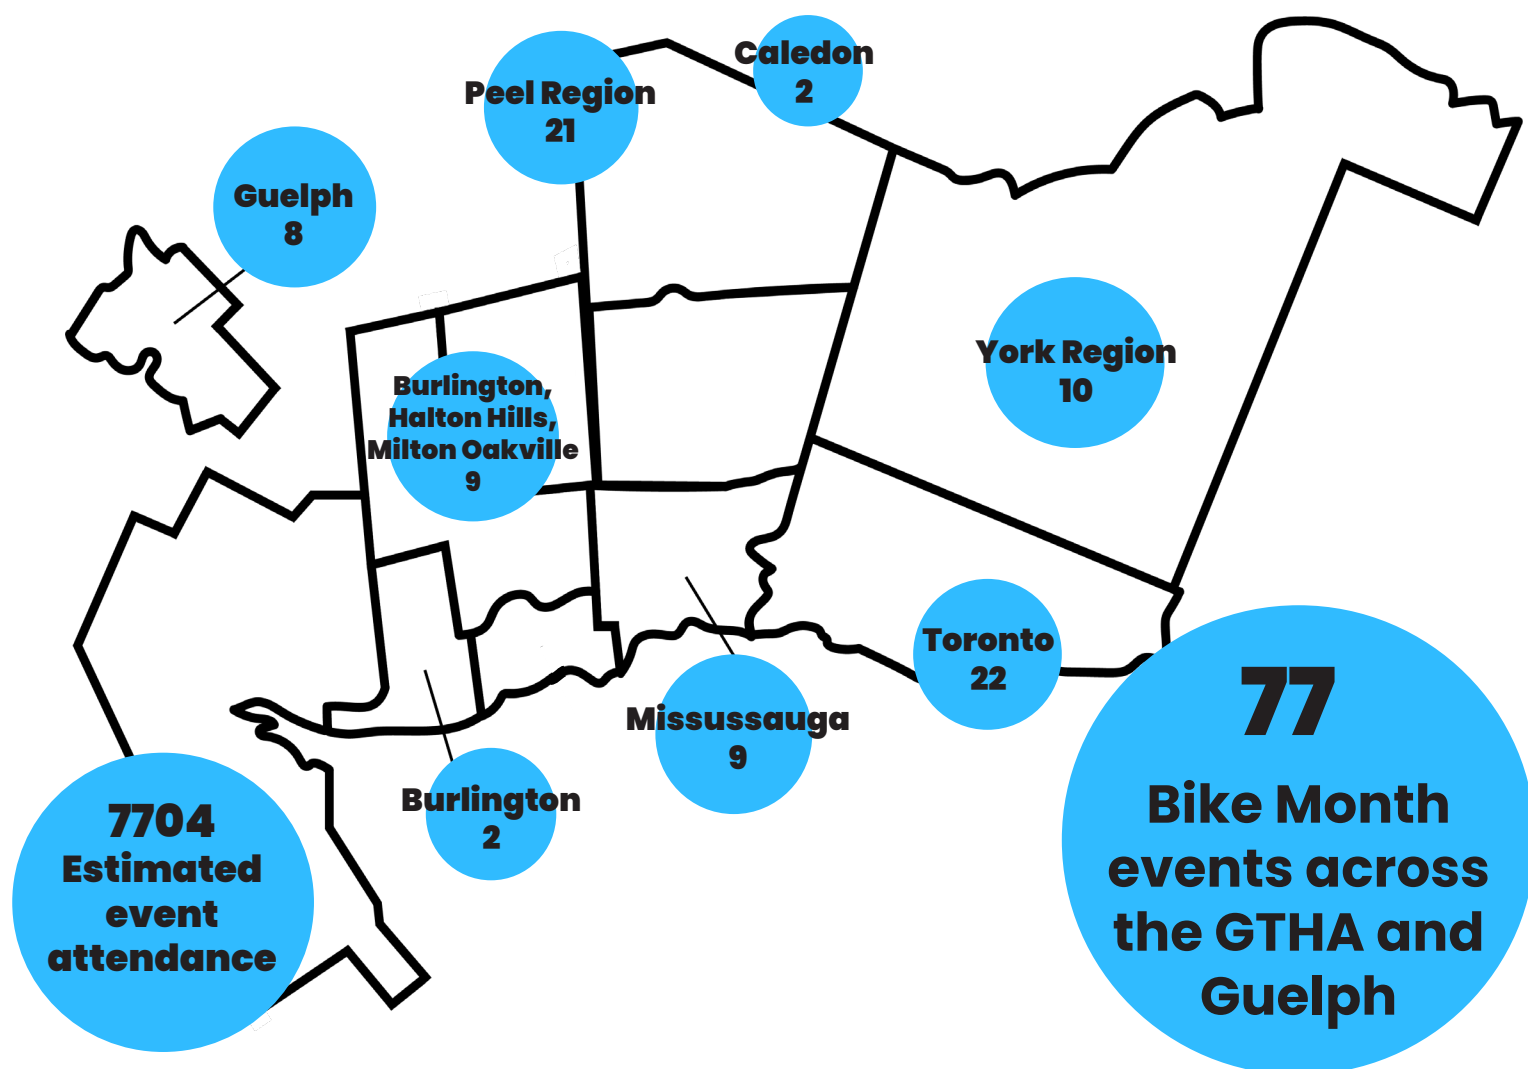 Caledon
2
Peel Region
21
Guelph
8
York Region
10
Burlington,
Halton Hills,
Milton Oakville
9
Toronto
22
Missussauga
9
Burlington
2
7704
Estimated
event
attendance
77
Bike Month
events across
the GTHA and
Guelph